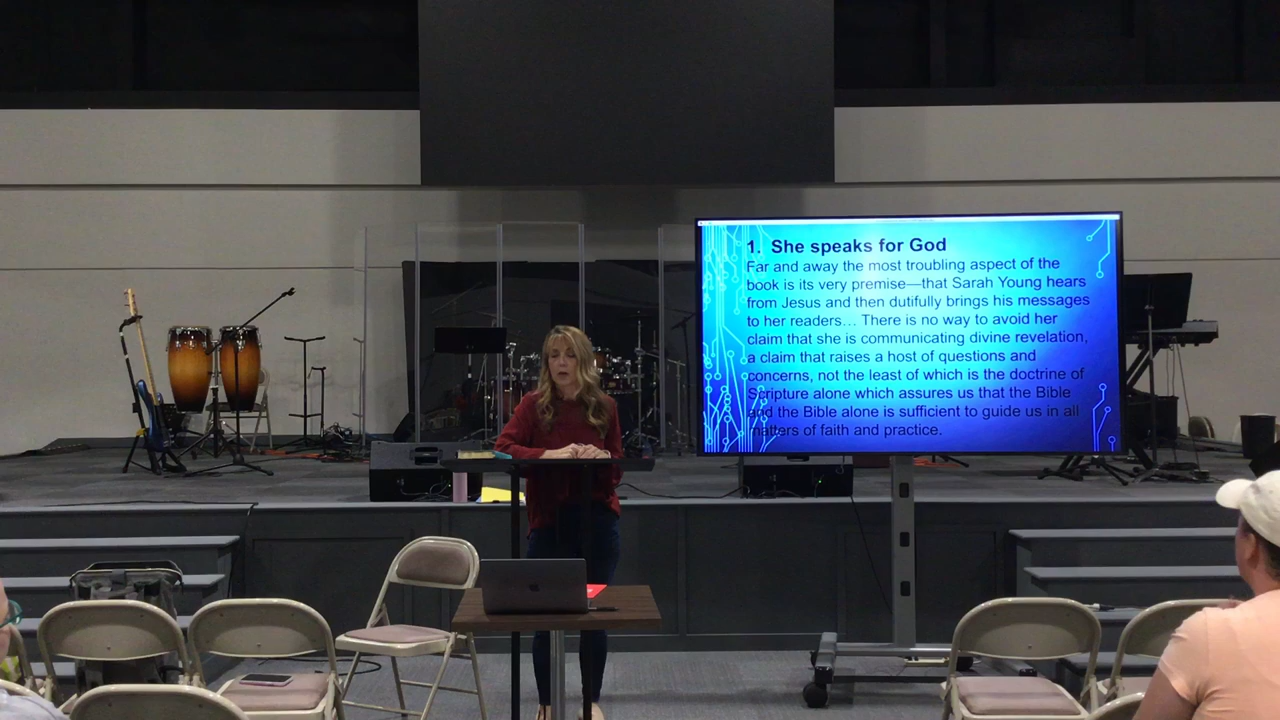 1. She speaks for God
Far and away the most troubling aspect of the
book is its very premise—that Sarah Young hears
from Jesus and then dutifully brings his messages
to her readers… There is no way to avoid her
claim that she is communicating divine revelation,
a claim that raises a host of questions and
concerns, not the least of which is the doctrine of
Scripture alone which assures us that the Bible
and the Bible alone is sufficient to guide us in all
matters of faith and practice.